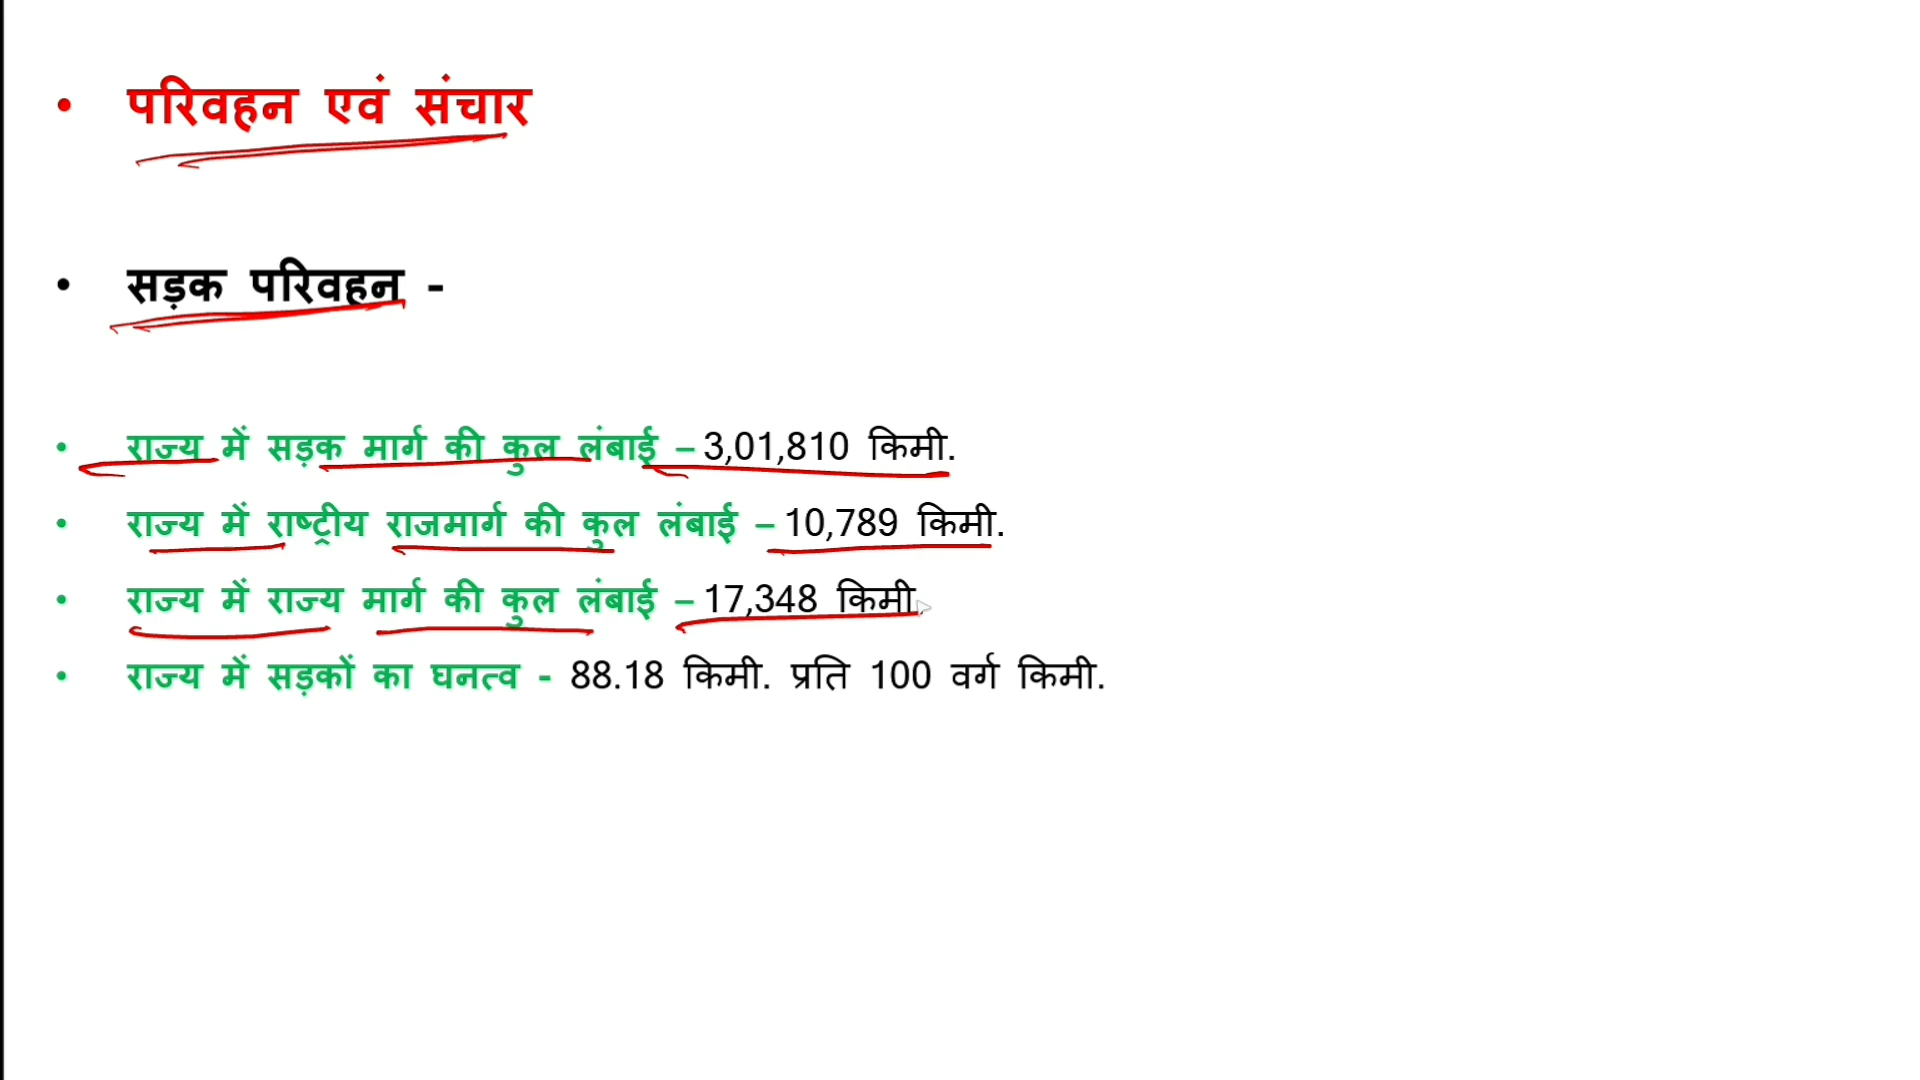 • परिवहन एवं संचार
• सड़क परिवहन -
• राज्य में सड़क मार्ग की कुल लंबाई – 3,01,810 किमी.
• राज्य में राष्ट्रीय राजमार्ग की कुल लंबाई – 10,789 किमी.
• राज्य में राज्य मार्ग की कुल लंबाई – 17,348 किमी.
• राज्य में सड़कों का घनत्व - 88.18 किमी. प्रति 100 वर्ग किमी.